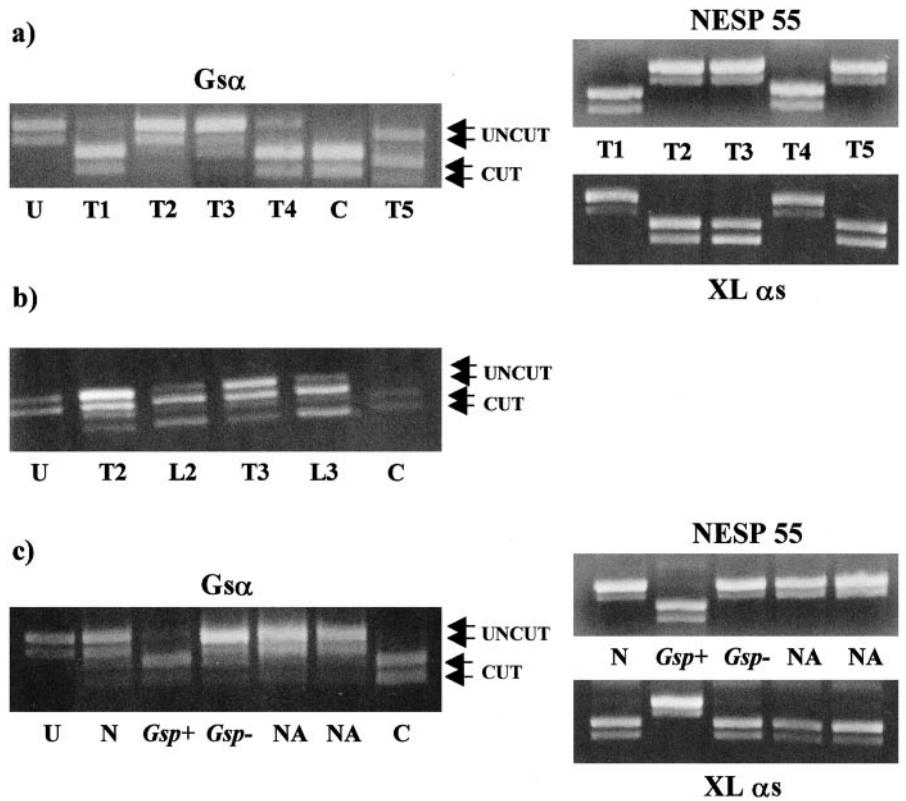 a)
Gsα
UNCUT
CUT
U T1 T2 T3 T4 C T5
NESP 55
T1 T2 T3 T4 T5
XL αs
b)
UNCUT
CUT
U T2 L2 T3 L3 C
c)
Gsα
UNCUT
CUT
U N Gsp+ Gsp- NA NA C
NESP 55
N Gsp+ Gsp- NA NA
XL αs